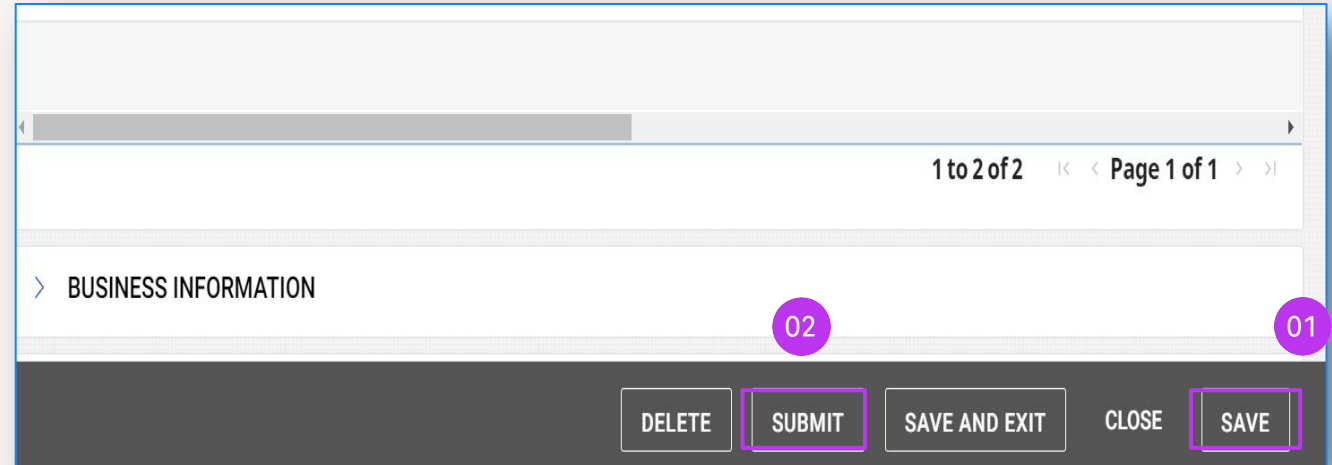 1 to 2 of 2 Page 1 of 1
BUSINESS INFORMATION
02 01
DELETE SUBMIT SAVE AND EXIT CLOSE SAVE